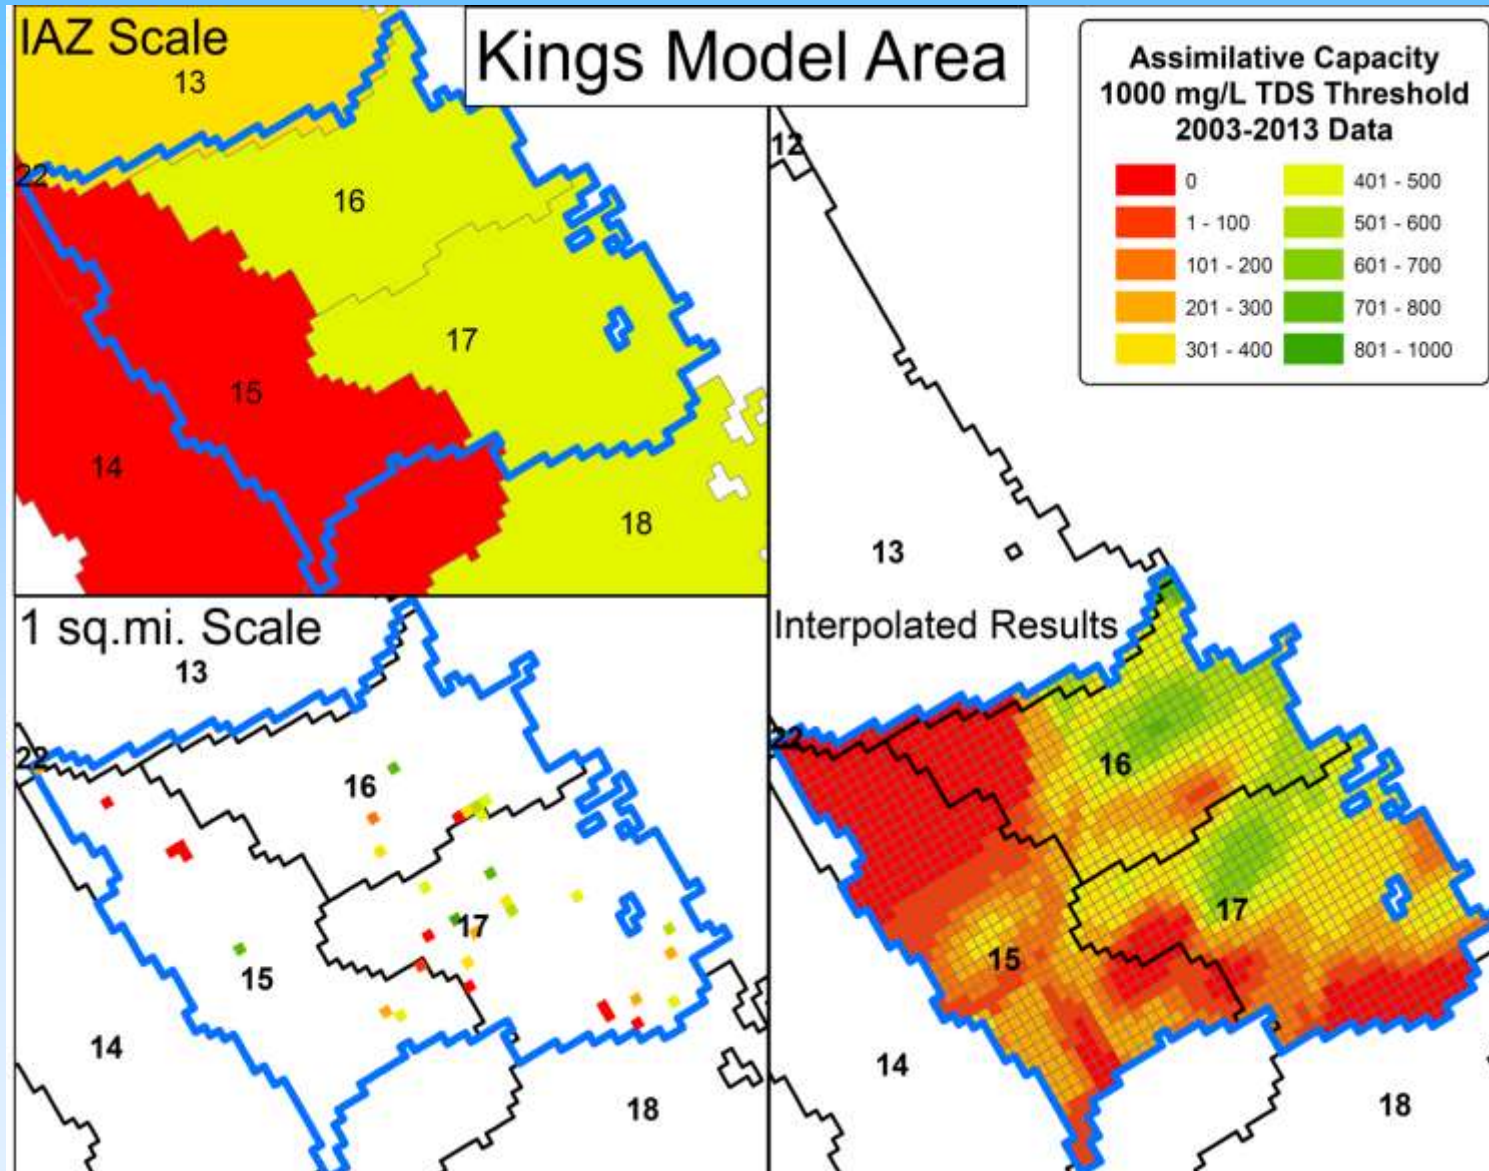 IAZ Scale
Kings Model Area
13
22
16
17
15
14
18
Assimilative Capacity
1000 mg/L TDS Threshold
2003-2013 Data
0
401 - 500
1 - 100
501 - 600
101 - 200
601 - 700
201 - 300
701 - 800
301 - 400
801 - 1000
1 sq.mi. Scale
13
22
16
17
15
14
18
12
13
Interpolated Results
22
16
17
15
14
18